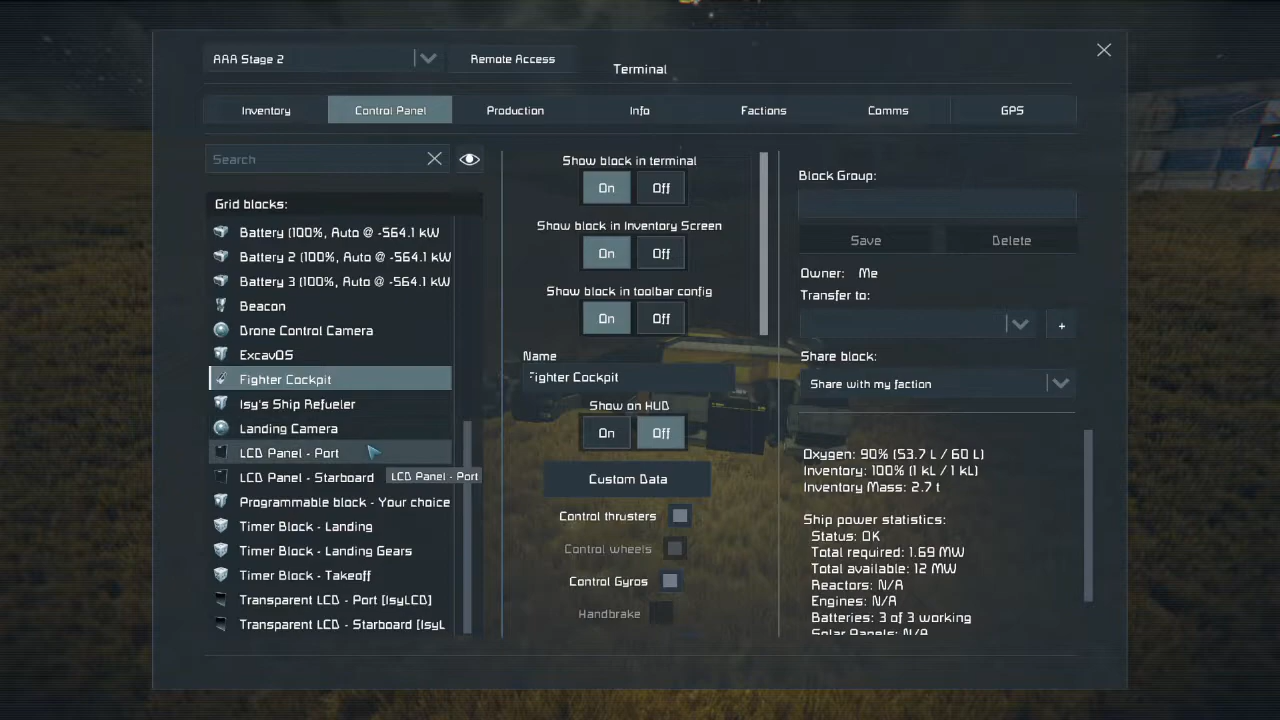 AAA Stage 2
Remote Access
Terminal
Inventory
Control Panel
Production
Info
Factions
Comms
GPS
Search
Grid blocks:
Battery (100%, Auto @ -564.1 kW
Battery 2 (100%, Auto @ -564.1 kW
Battery 3 (100%, Auto @ -564.1 kW
Beacon
Drone Control Camera
ExcavOS
Fighter Cockpit
Isy's Ship Refueler
Landing Camera
LCD Panel - Port
LCD Panel - Starboard
LCD Panel - Port
Programmable block - Your choice
Timer Block - Landing
Timer Block - Landing Gears
Timer Block - Takeoff
Transparent LCD - Port [IsyLCD]
Transparent LCD - Starboard [IsyL
Show block in terminal
On Off
Show block in Inventory Screen
On Off
Show block in toolbar config
On Off
Name
Fighter Cockpit
Show on HUD
On Off
Custom Data
Control thrusters
Control wheels
Control Gyros
Handbrake
Block Group:
Save
Delete
Owner: Me
Transfer to:
+
Share block:
Share with my faction
Oxygen: 90% (53.7 L / 60 L)
Inventory: 100% (1 kL / 1 kL)
Inventory Mass: 2.7 t
Ship power statistics:
Status: OK
Total required: 1.69 MW
Total available: 12 MW
Reactors: N/A
Engines: N/A
Batteries: 3 of 3 working
Solar Panels: N/A